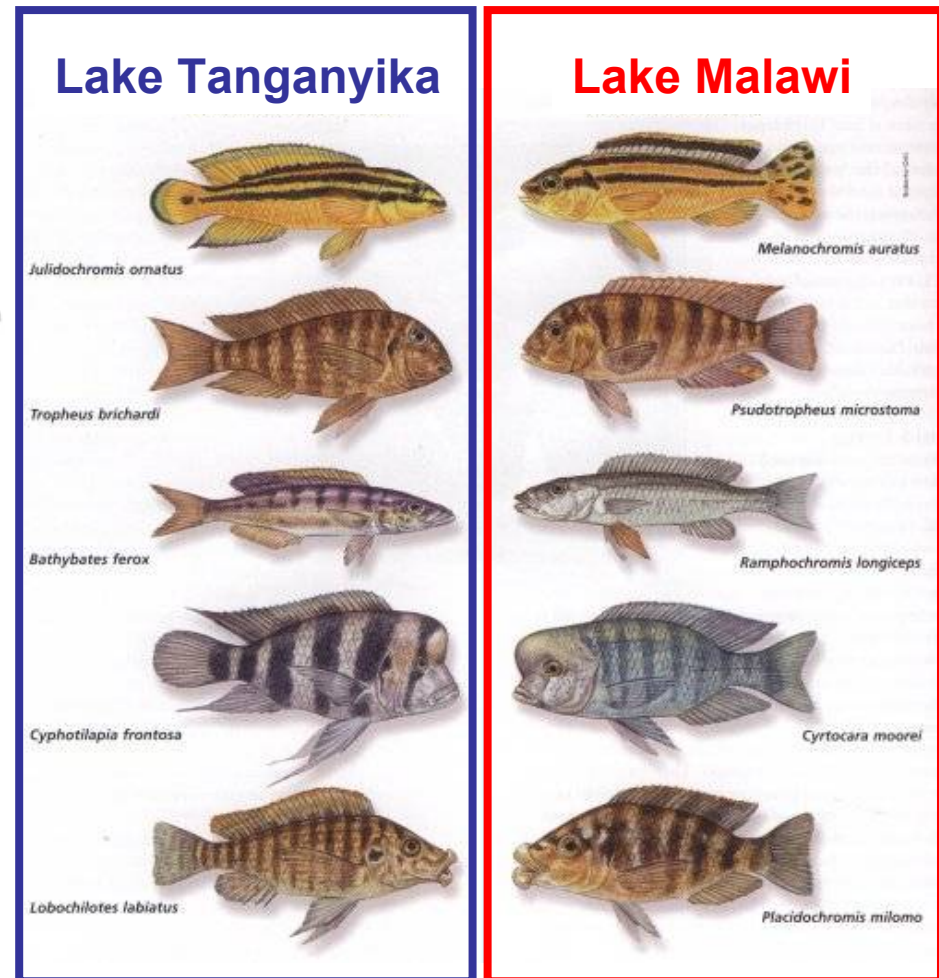 Lake Tanganyika
Julidochromis ornatus
Tropheus brichardi
Bathybates ferox
Cyphotilapia frontosa
Lobochilotes labiatus
Lake Malawi
Melanochromis auratus
Psudotropheus microstoma
Ramphochromis longiceps
Cyrtocara moorei
Placidochromis milomo